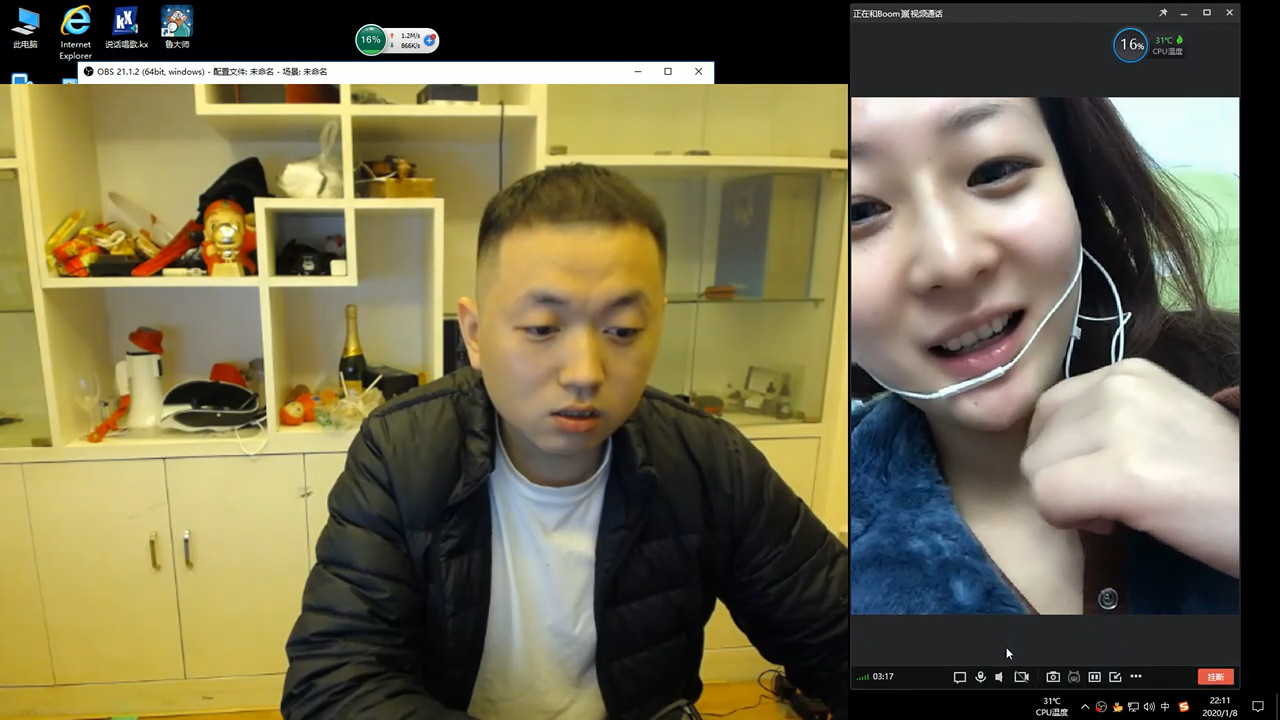 正在和Boom 视频通话
16%
31℃
CPU温度
此电脑
Internet
Explorer
说话唱歌.kx
鲁大师
16%
1.2M/s
866K/s
OBS 21.1.2 (64bit, windows) - 配置文件: 未命名 - 场景: 未命名
03:17
挂断
31℃
CPU温度
中
22:11
2020/1/8